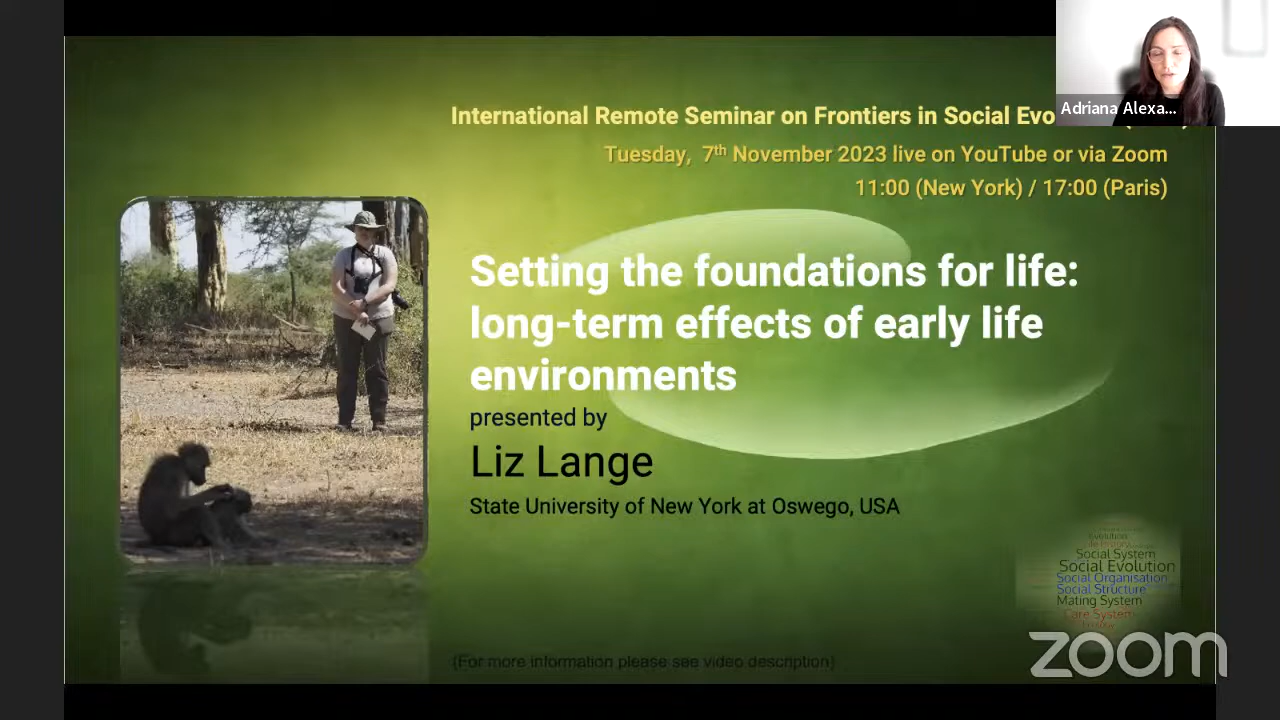 International Remote Seminar on Frontiers in Social Evo
Tuesday, 7th November 2023 live on YouTube or via Zoom
11:00 (New York) / 17:00 (Paris)
Adriana Alexa...
Setting the foundations for life:
long-term effects of early life
environments
presented by
Liz Lange
State University of New York at Oswego, USA
Evolution
Social System
Social Evolution
Social Organisation
Social Structure
Mating System
Care System
zoom
(For more information please see video description)